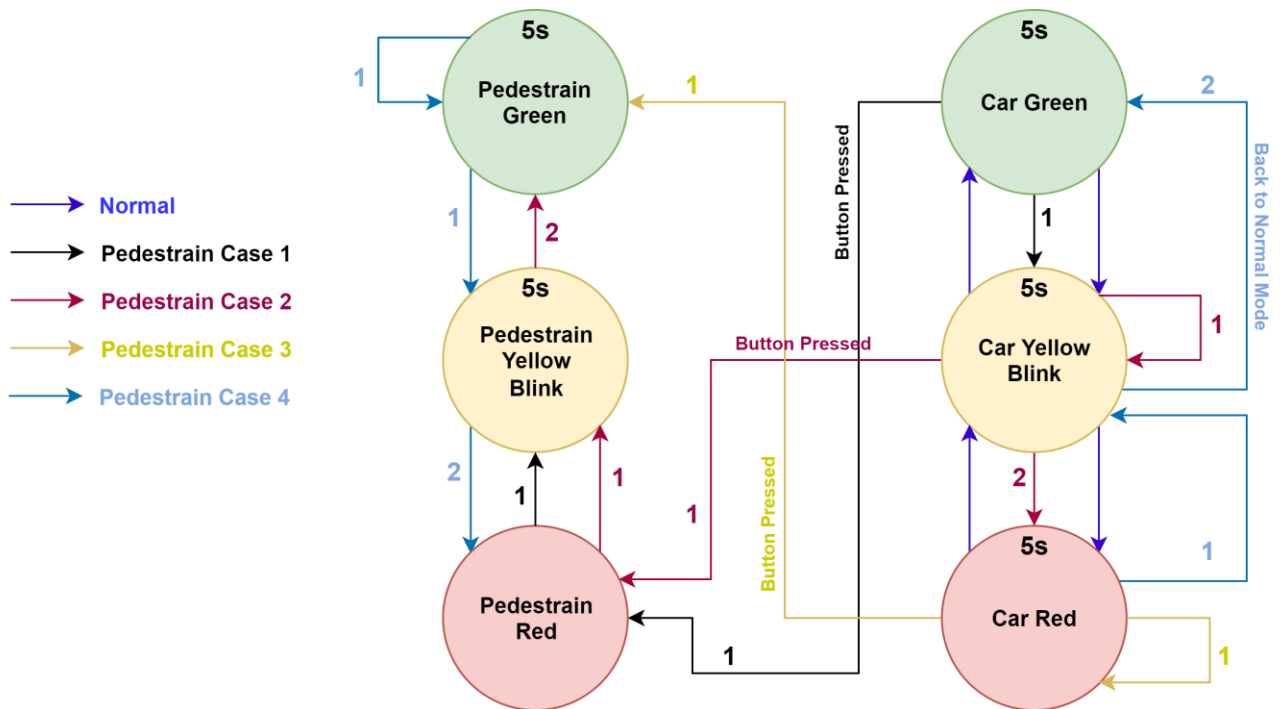 5s
Pedestrain
Green
1
1
2
5s
Pedestrain
Yellow
Blink
2
1
1
Pedestrain
Red
Normal
Pedestrain Case 1
Pedestrain Case 2
Pedestrain Case 3
Pedestrain Case 4
1
Button Pressed
Button Pressed
1
Button Pressed
1
5s
Car Green
2
1
Back to Normal Mode
5s
Car Yellow
Blink
1
2
1
5s
Car Red
1